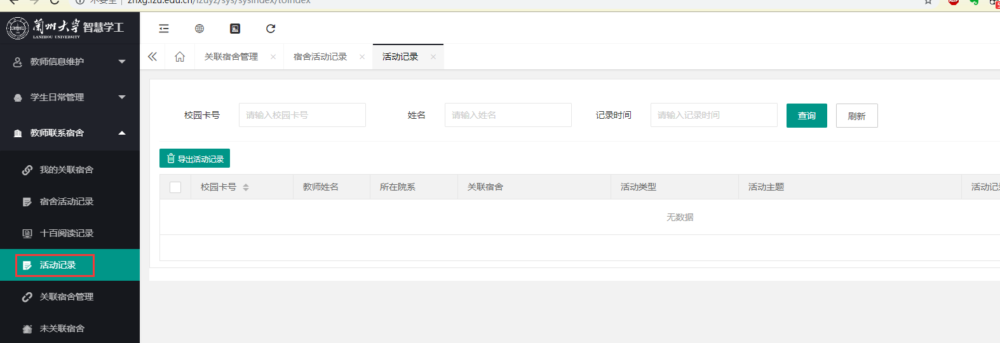 不安全 | zhxg.lzu.edu.cn/lzuyz/sys/sysindex/toindex
兰州大学 智慧学工
LANZHOU UNIVERSITY
关联宿舍管理 × 宿舍活动记录 × 活动记录 ×
教师信息维护
学生日常管理
教师联系宿舍
我的关联宿舍
宿舍活动记录
十百阅读记录
活动记录
关联宿舍管理
未关联宿舍
校园卡号 请输入校园卡号 姓名 请输入姓名 记录时间 请输入记录时间 查询 刷新
导出活动记录
校园卡号 教师姓名 所在院系 关联宿舍 活动类型 活动主题 活动记
无数据